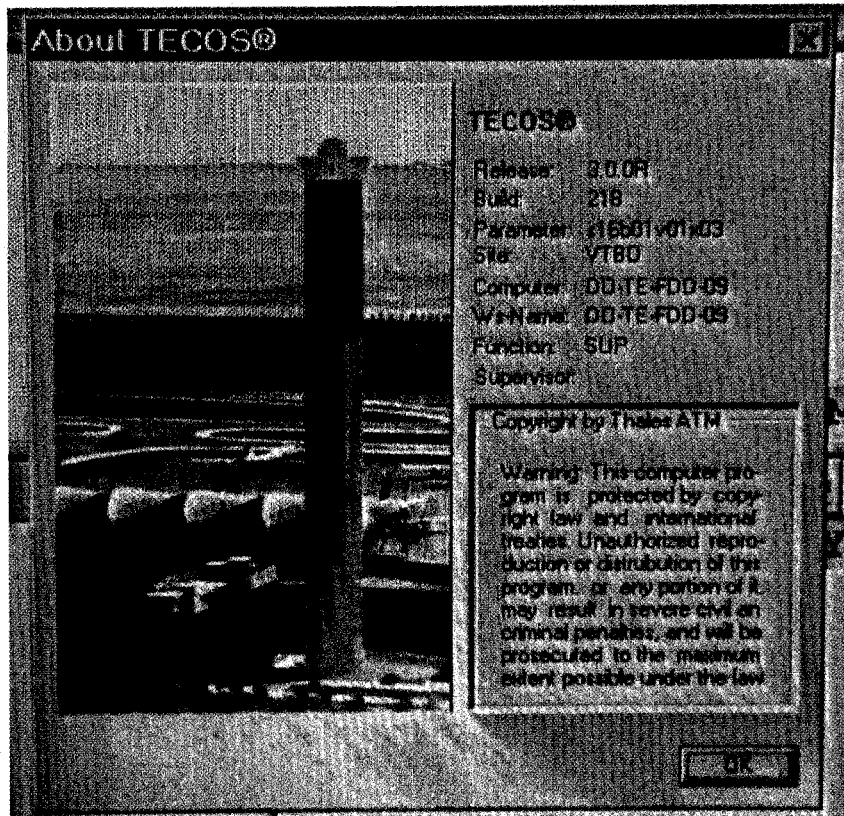 About TECOS®
TECOS®
Release: 3.0.0R
Build: 218
Parameter: r16b01v01x03
Site: VTBD
Computer: DD-TE-FDD-09
Ws-Name: DD-TE-FDD-09
Function: SUP
Supervisor:
Copyright by Thales ATM
Warning: This computer pro-
gram is protected by copy-
right law and international
treaties. Unauthorized repro-
duction or distrubution of this
program, or any portion of it
may result in severe civil an
criminal penalties, and will be
prosecuted to the maximum
extent possible under the law
OK